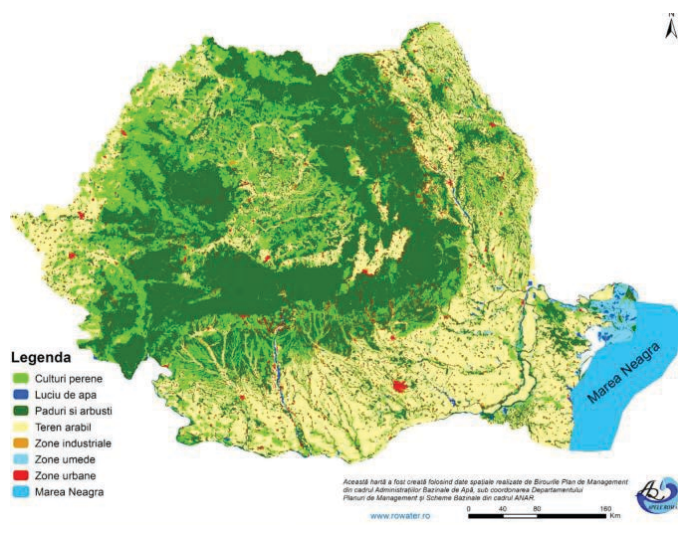 N
Legenda
Culturi perene
Luciu de apa
Paduri si arbusti
Teren arabil
Zone industriale
Zone umede
Zone urbane
Marea Neagra
Marea Neagra
Această hartă a fost creată folosind date spațiale realizate de Birourile Plan de Management
din cadrul Administrațiilor Bazinale de Apă, sub coordonarea Departamentului
Planuri de Management și Scheme Bazinale din cadrul ANAR.
www.rowater.ro
0 40 80 160
Km